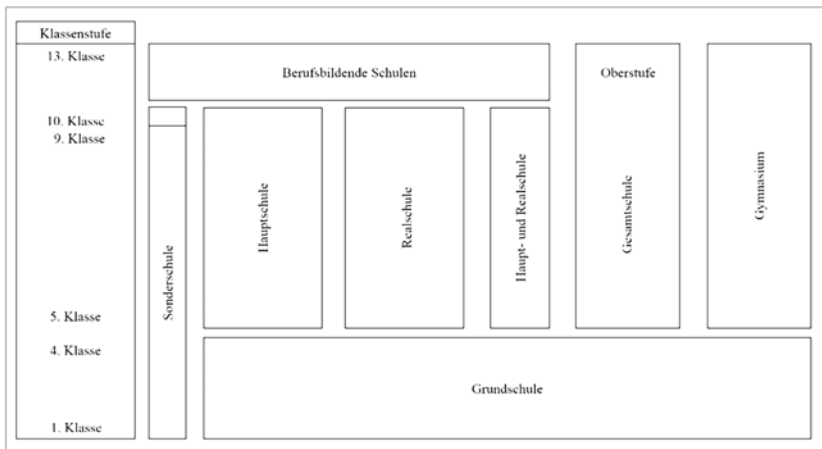 Klassenstufe
13. Klasse
Berufsbildende Schulen
Oberstufe
10. Klasse
9. Klasse
Sonderschule
Hauptschule
Realschule
Haupt- und Realschule
Gesamtschule
Gymnasium
5. Klasse
4. Klasse
Grundschule
1. Klasse